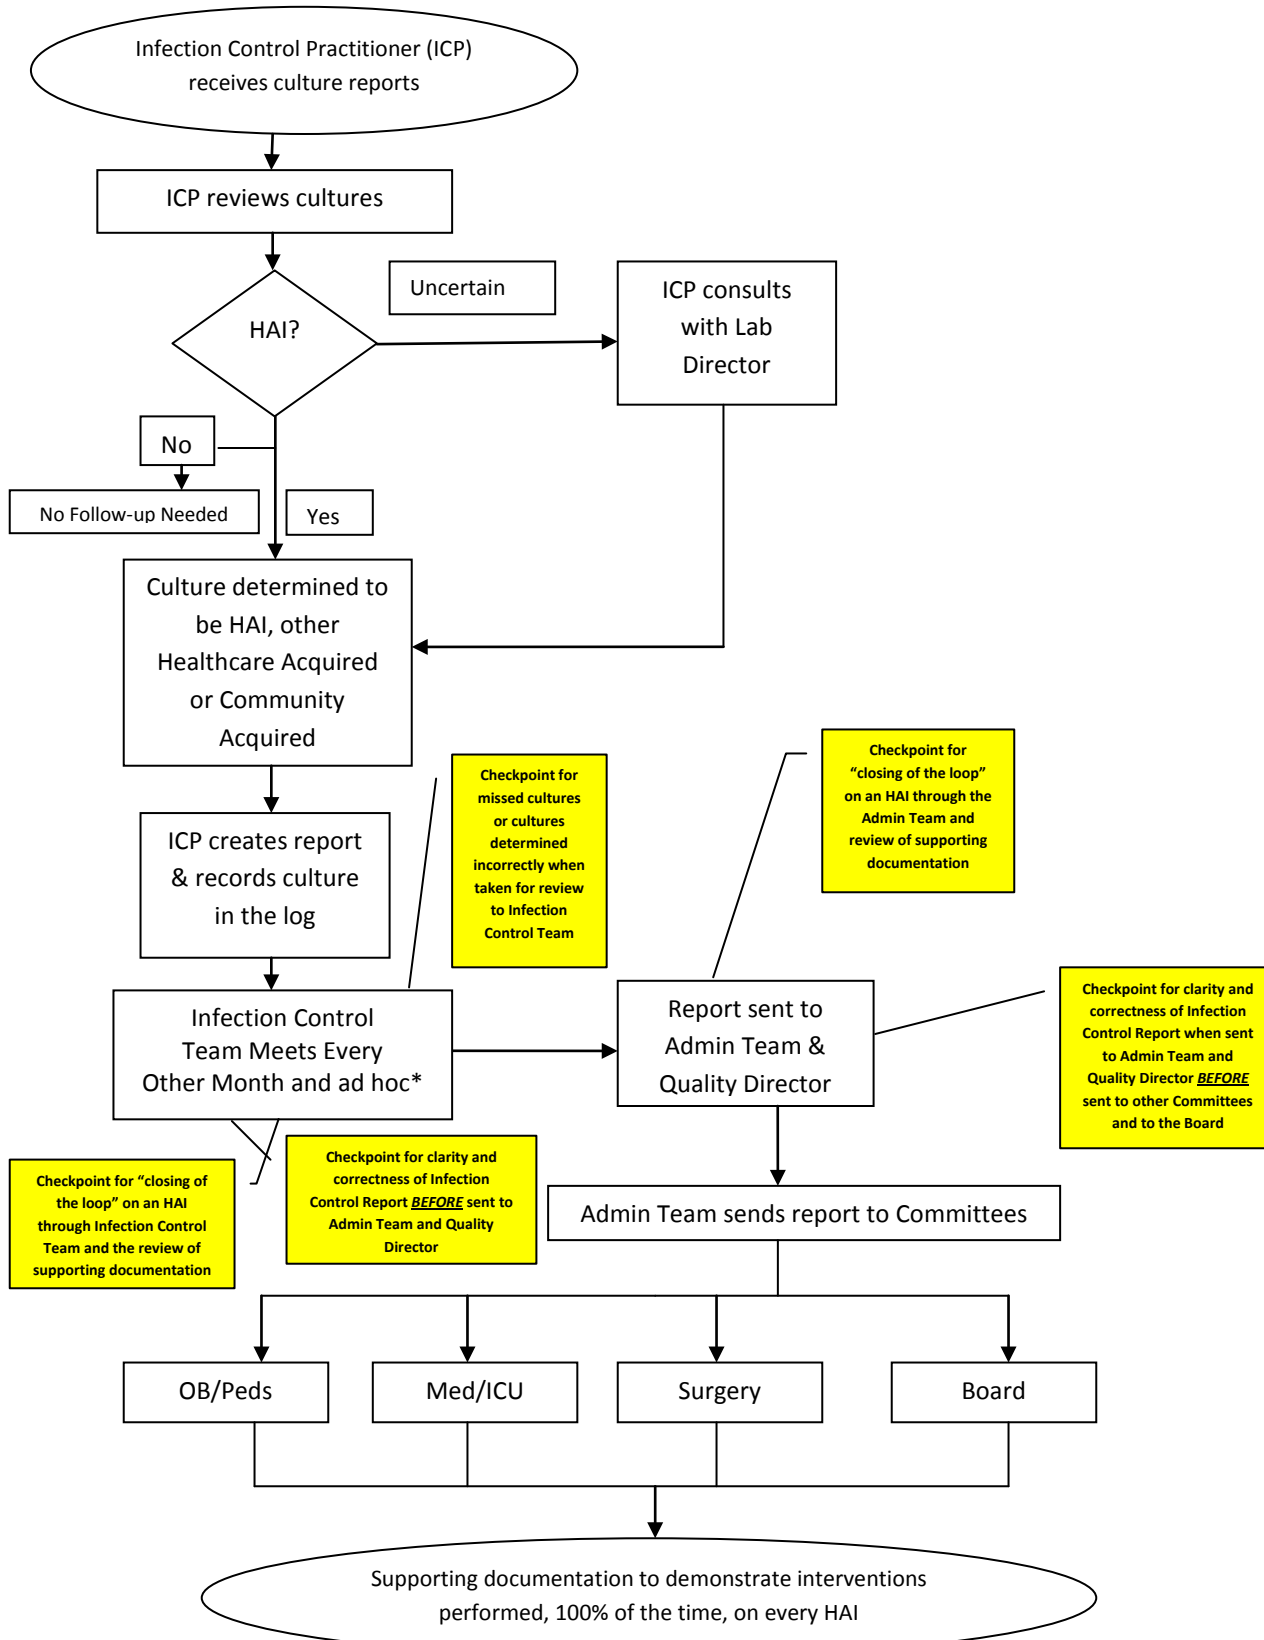 Infection Control Practitioner (ICP)
receives culture reports
ICP reviews cultures
HAI?
Uncertain
ICP consults
with Lab
Director
No
No Follow-up Needed
Yes
Culture determined to
be HAI, other
Healthcare Acquired
or Community
Acquired
ICP creates report
& records culture
in the log
Checkpoint for
missed cultures
or cultures
determined
incorrectly when
taken for review
to Infection
Control Team
Checkpoint for
“closing of the loop”
on an HAI through the
Admin Team and
review of supporting
documentation
Infection Control
Team Meets Every
Other Month and ad hoc*
Report sent to
Admin Team &
Quality Director
Checkpoint for clarity and
correctness of Infection
Control Report when sent
to Admin Team and
Quality Director BEFORE
sent to other Committees
and to the Board
Checkpoint for “closing of
the loop” on an HAI
through Infection Control
Team and the review of
supporting documentation
Checkpoint for clarity and
correctness of Infection
Control Report BEFORE sent to
Admin Team and Quality
Director
Admin Team sends report to Committees
OB/Peds
Med/ICU
Surgery
Board
Supporting documentation to demonstrate interventions
performed, 100% of the time, on every HAI